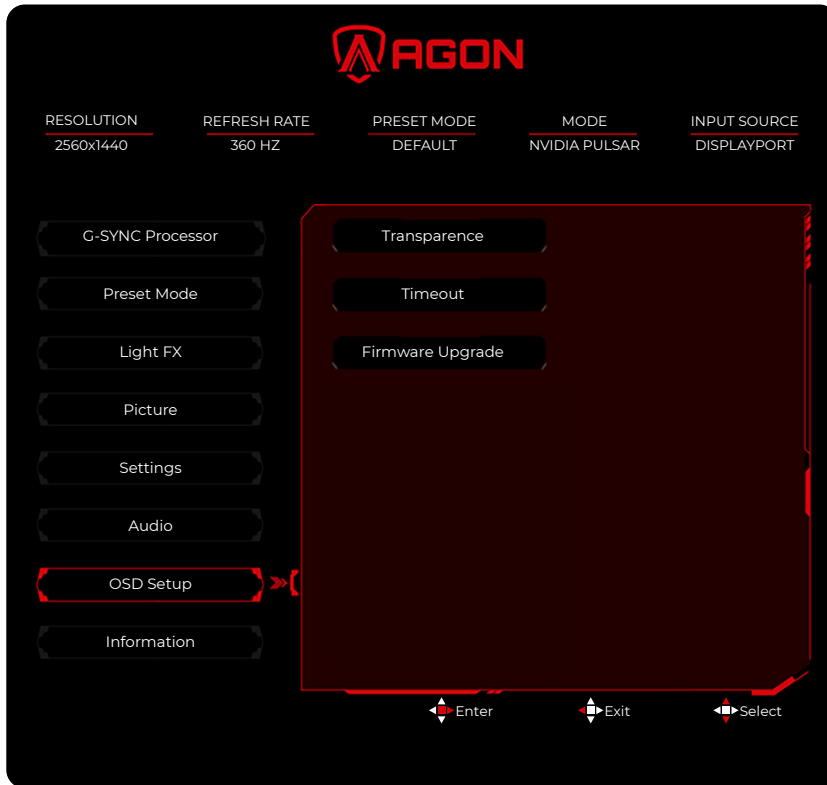 AGON
RESOLUTION REFRESH RATE PRESET MODE MODE INPUT SOURCE
2560x1440 360 HZ DEFAULT NVIDIA PULSAR DISPLAYPORT
G-SYNC Processor
Preset Mode
Light FX
Picture
Settings
Audio
OSD Setup
Information
Transparence
Timeout
Firmware Upgrade
Enter Exit Select